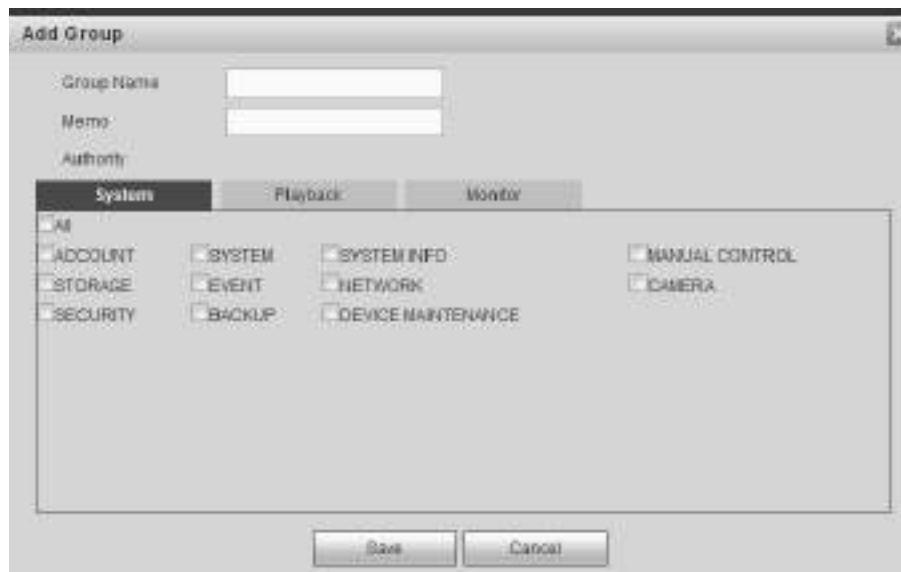 Add Group
Group Name
Memo
Authority
System Playback Monitor
All
ACCOUNT SYSTEM SYSTEM INFO MANUAL CONTROL
STORAGE EVENT NETWORK CAMERA
SECURITY BACKUP DEVICE MAINTENANCE
Save Cancel